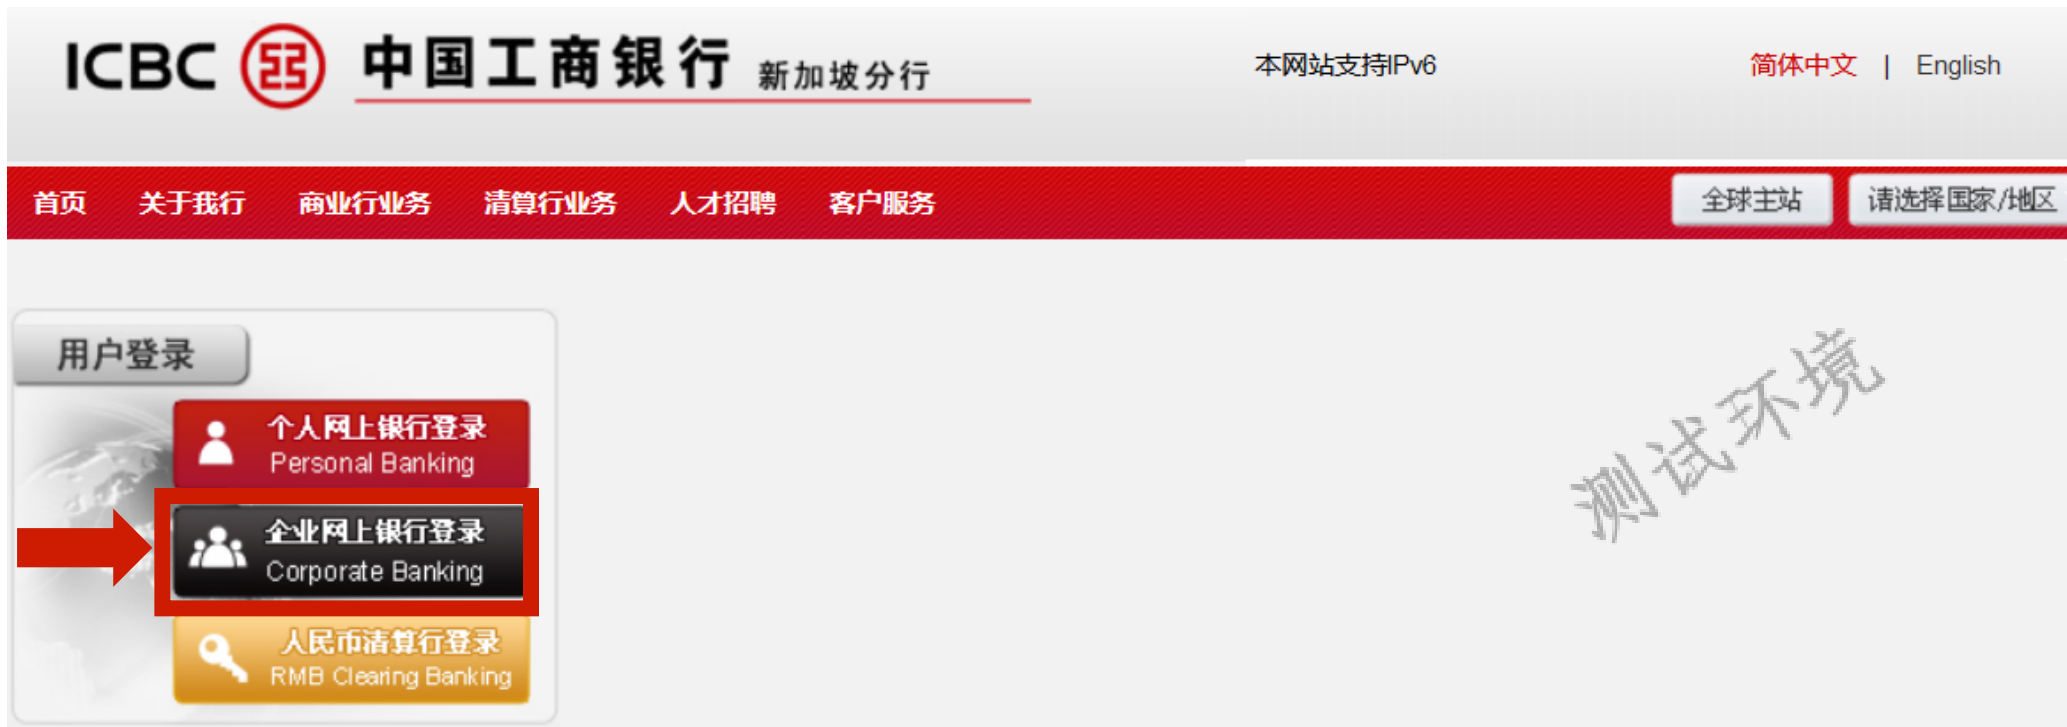 ICBC 中国工商银行 新加坡分行
本网站支持IPv6
简体中文 | English
首页 关于我行 商业行业务 清算行业务 人才招聘 客户服务 全球主站 请选择国家/地区
用户登录
个人网上银行登录
Personal Banking
企业网上银行登录
Corporate Banking
人民币清算行登录
RMB Clearing Banking
测试环境